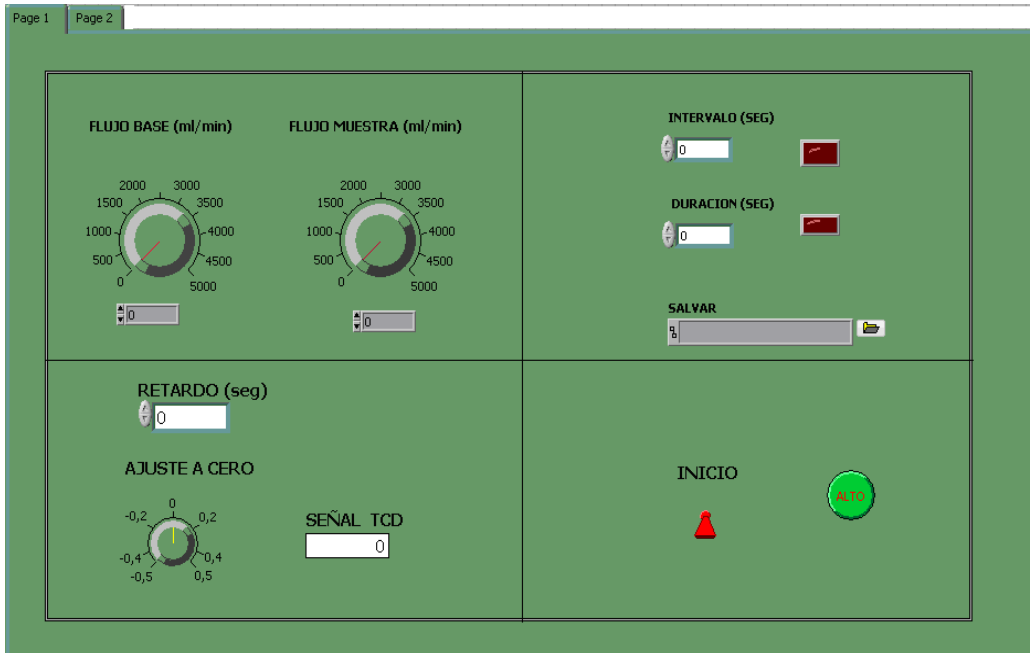 Page 1
Page 2
FLUJO BASE (ml/min)
FLUJO MUESTRA (ml/min)
2000 3000
1500 3500
1000 4000
500 4500
0 5000
0
2000 3000
1500 3500
1000 4000
500 4500
0 5000
0
INTERVALO (SEG)
0
DURACION (SEG)
0
SALVAR
RETARDO (seg)
0
AJUSTE A CERO
0
-0,2 0,2
-0,4 0,4
-0,5 0,5
SEÑAL TCD
0
INICIO
ALTO